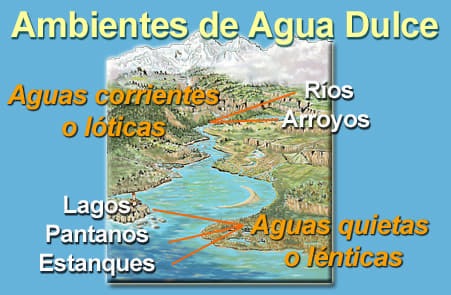 Ambientes de Agua Dulce
Aguas corrientes
o lóticas
Ríos
Arroyos
Lagos
Pantanos
Estanques
Aguas quietas
o lénticas